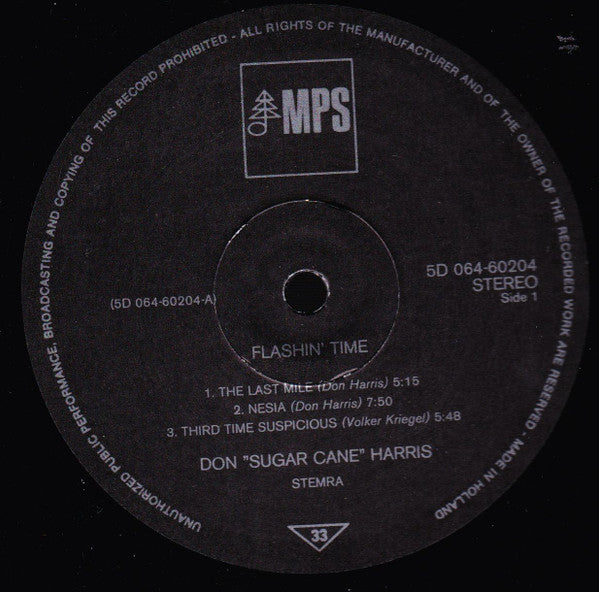 UNAUTHORIZED PUBLIC PERFORMANCE, BROADCASTING AND COPYING OF THIS RECORD PROHIBITED - ALL RIGHTS OF THE MANUFACTURER AND OF THE OWNER OF THE RECORDED WORK ARE RESERVED - MADE IN HOLLAND
MPS
5D 064-60204
STEREO
Side 1
(5D 064-60204-A)
FLASHIN' TIME
1. THE LAST MILE (Don Harris) 5:15
2. NESIA (Don Harris) 7:50
3. THIRD TIME SUSPICIOUS (Volker Kriegel) 5:48
DON "SUGAR CANE" HARRIS
STEMRA
33